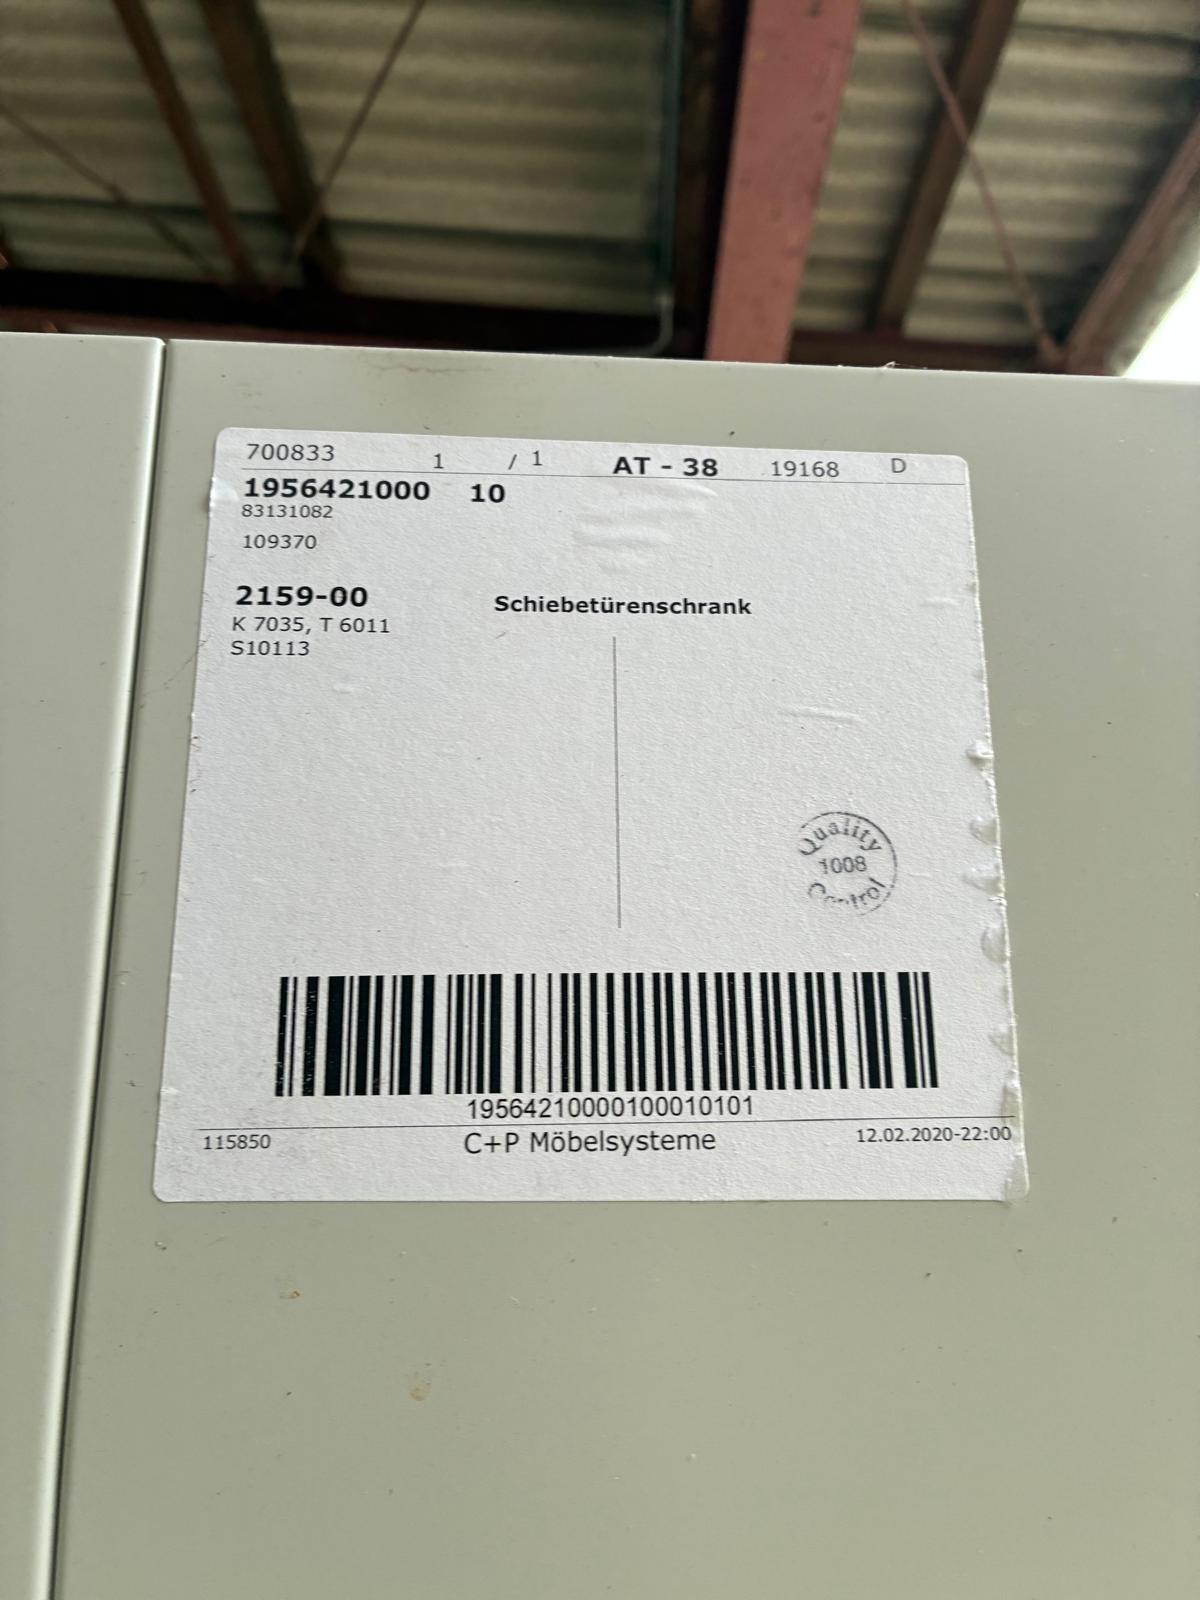 700833 1 / 1 AT - 38 19168 D
1956421000 10
83131082
109370
2159-00 Schiebetürenschrank
K 7035, T 6011
S10113
Quality
1008
Control
19564210000100010101
115850 C+P Möbelsysteme 12.02.2020-22:00